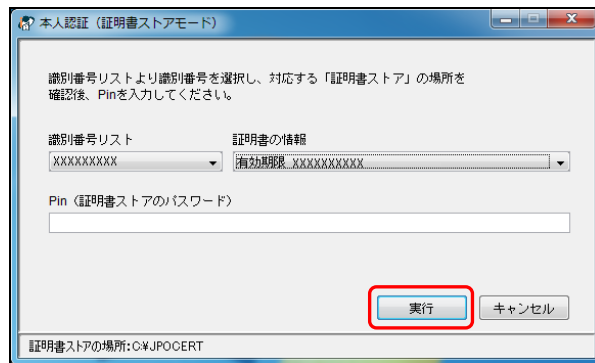 本人認証（証明書ストアモード）
識別番号リストより識別番号を選択し、対応する「証明書ストア」の場所を
確認後、Pinを入力してください。
識別番号リスト 証明書の情報
XXXXXXXXX 有効期限 XXXXXXXXXX
Pin（証明書ストアのパスワード）
実行 キャンセル
証明書ストアの場所:C:¥JPOCERT